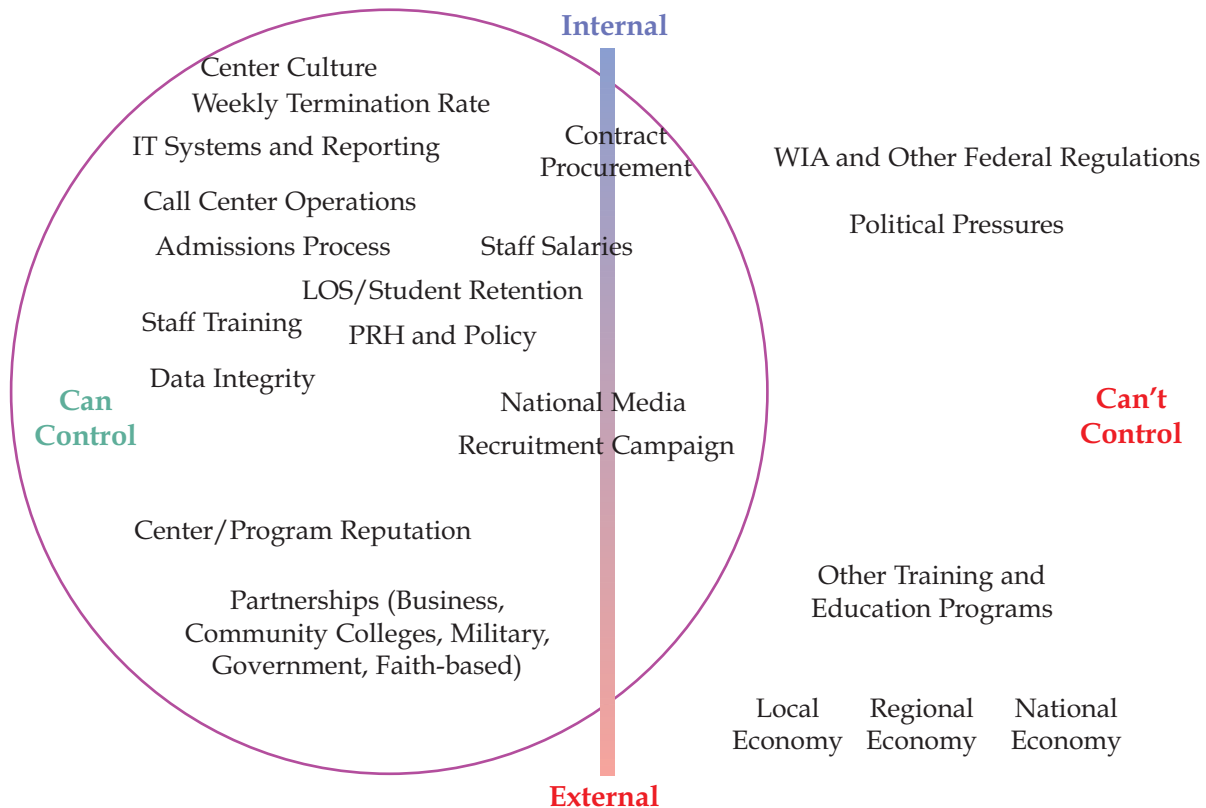 Internal
Center Culture
Weekly Termination Rate
IT Systems and Reporting
Contract
Procurement
WIA and Other Federal Regulations
Call Center Operations
Political Pressures
Admissions Process
Staff Salaries
LOS/Student Retention
Staff Training
PRH and Policy
Data Integrity
Can
Control
National Media
Recruitment Campaign
Can't
Control
Center/Program Reputation
Other Training and
Education Programs
Partnerships (Business,
Community Colleges, Military,
Government, Faith-based)
Local
Economy
Regional
Economy
National
Economy
External